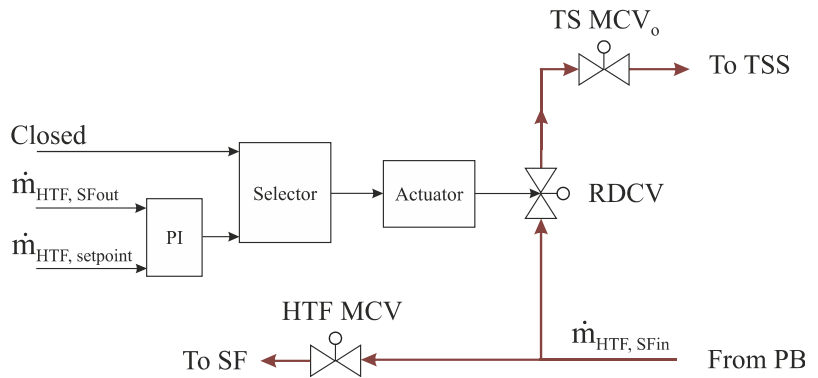 TS MCVo
To TSS
Closed
ṁHTF, SFout
Selector
Actuator
RDCV
PI
ṁHTF, setpoint
HTF MCV
ṁHTF, SFin
To SF
From PB